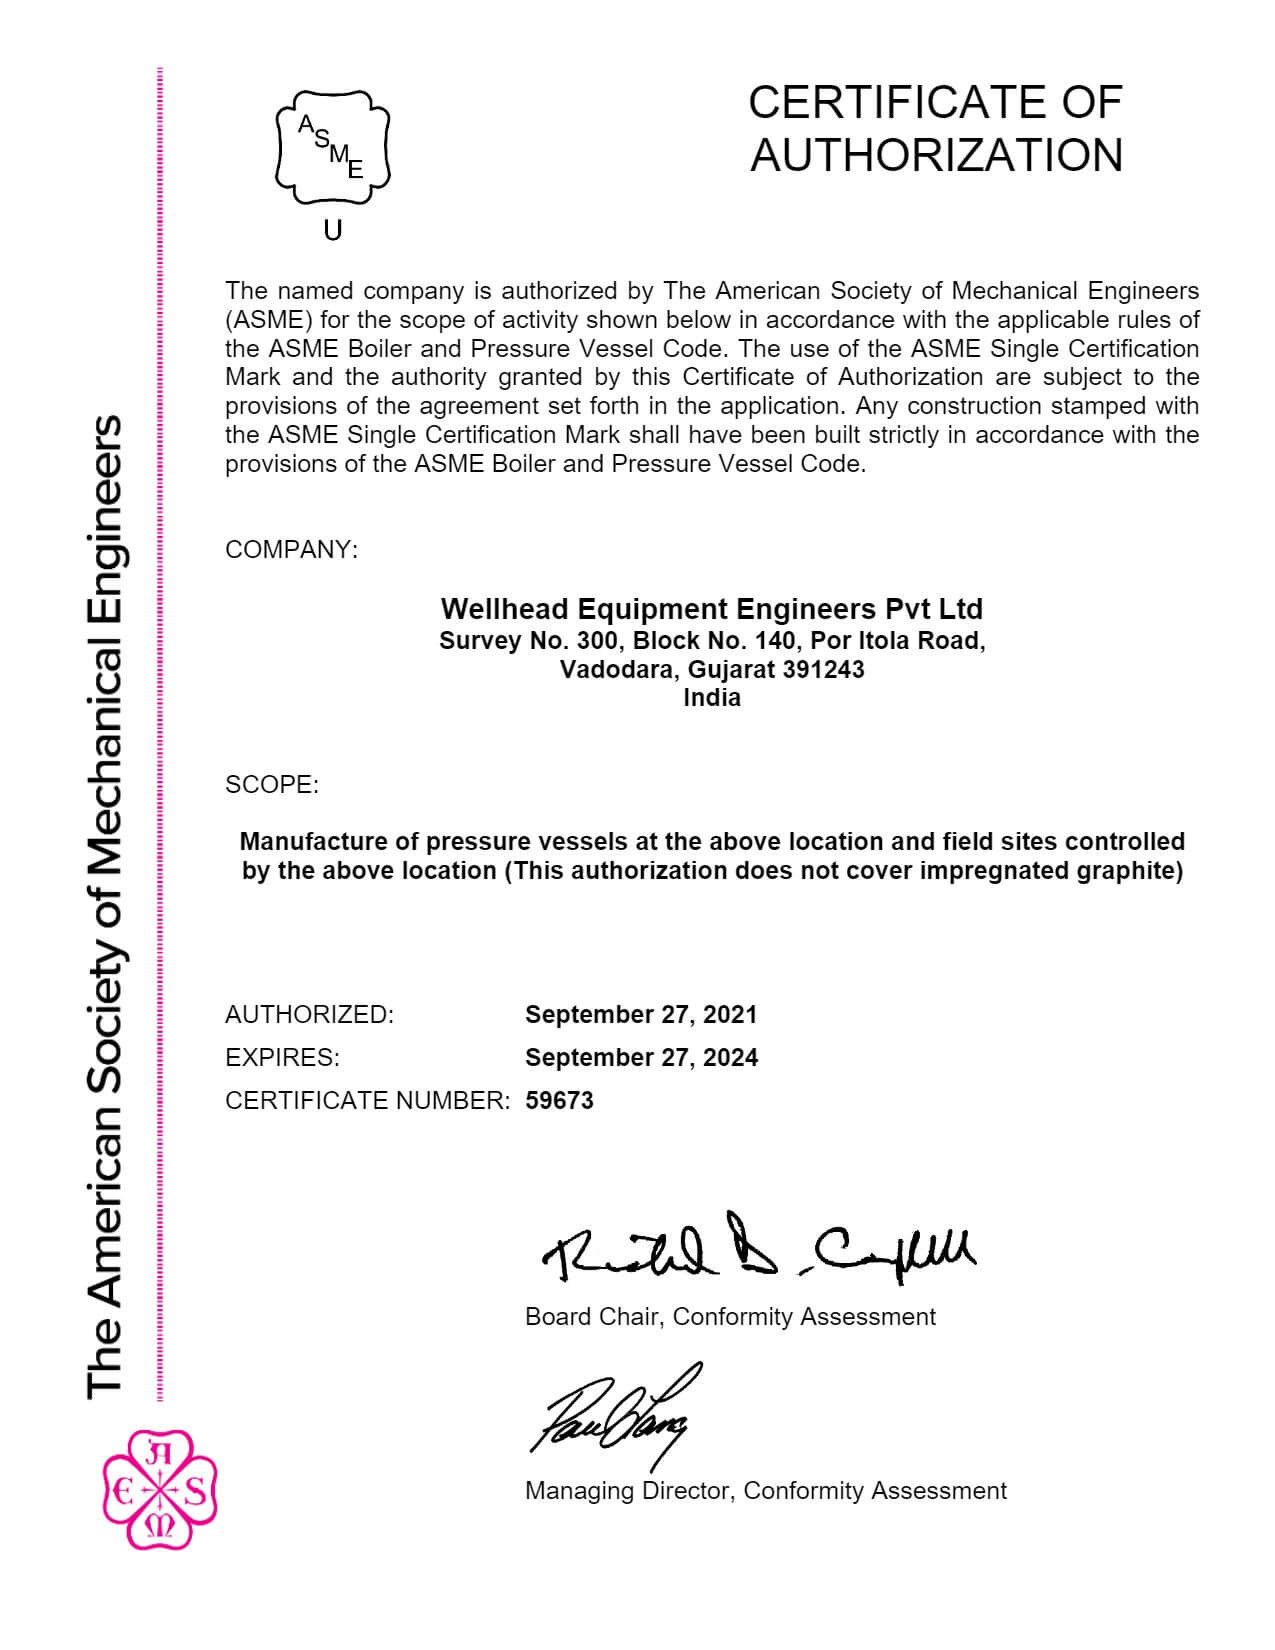 The American Society of Mechanical Engineers
A
S
M
E
U
CERTIFICATE OF
AUTHORIZATION
The named company is authorized by The American Society of Mechanical Engineers
(ASME) for the scope of activity shown below in accordance with the applicable rules of
the ASME Boiler and Pressure Vessel Code. The use of the ASME Single Certification
Mark and the authority granted by this Certificate of Authorization are subject to the
provisions of the agreement set forth in the application. Any construction stamped with
the ASME Single Certification Mark shall have been built strictly in accordance with the
provisions of the ASME Boiler and Pressure Vessel Code.
COMPANY:
Wellhead Equipment Engineers Pvt Ltd
Survey No. 300, Block No. 140, Por Itola Road,
Vadodara, Gujarat 391243
India
SCOPE:
Manufacture of pressure vessels at the above location and field sites controlled
by the above location (This authorization does not cover impregnated graphite)
AUTHORIZED: September 27, 2021
EXPIRES: September 27, 2024
CERTIFICATE NUMBER: 59673
Board Chair, Conformity Assessment
Managing Director, Conformity Assessment
A
S
M
E